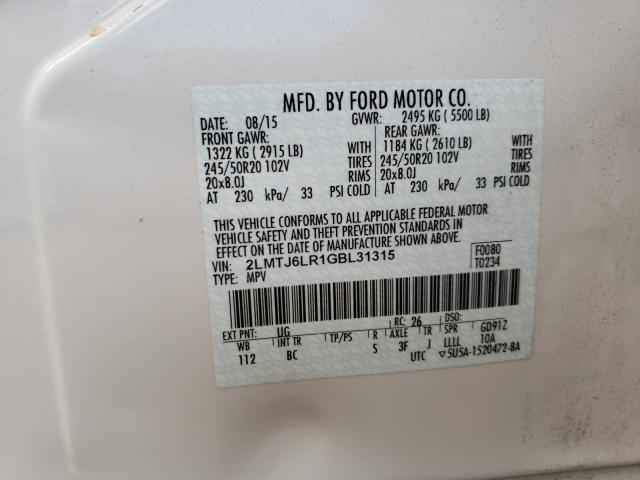 MFD. BY FORD MOTOR CO.
DATE: 08/15 GVWR: 2495 KG ( 5500 LB)
FRONT GAWR: REAR GAWR:
1322 KG ( 2915 LB) WITH 1184 KG ( 2610 LB) WITH
245/50R20 102V TIRES 245/50R20 102V TIRES
20x8.0J RIMS 20x8.0J RIMS
AT 230 kPa/ 33 PSI COLD AT 230 kPa/ 33 PSI COLD
THIS VEHICLE CONFORMS TO ALL APPLICABLE FEDERAL MOTOR
VEHICLE SAFETY AND THEFT PREVENTION STANDARDS IN
EFFECT ON THE DATE OF MANUFACTURE SHOWN ABOVE.
VIN: 2LMTJ6LR1GBL31315 F0080
TYPE: MPV T0234
EXT PNT: UG RC: 26 DSO:
WB INT TR TP/PS R AXLE TR SPR GD91Z
112 BC S 3F J LLLL 10A
UTC ▽5U5A-1520472-BA